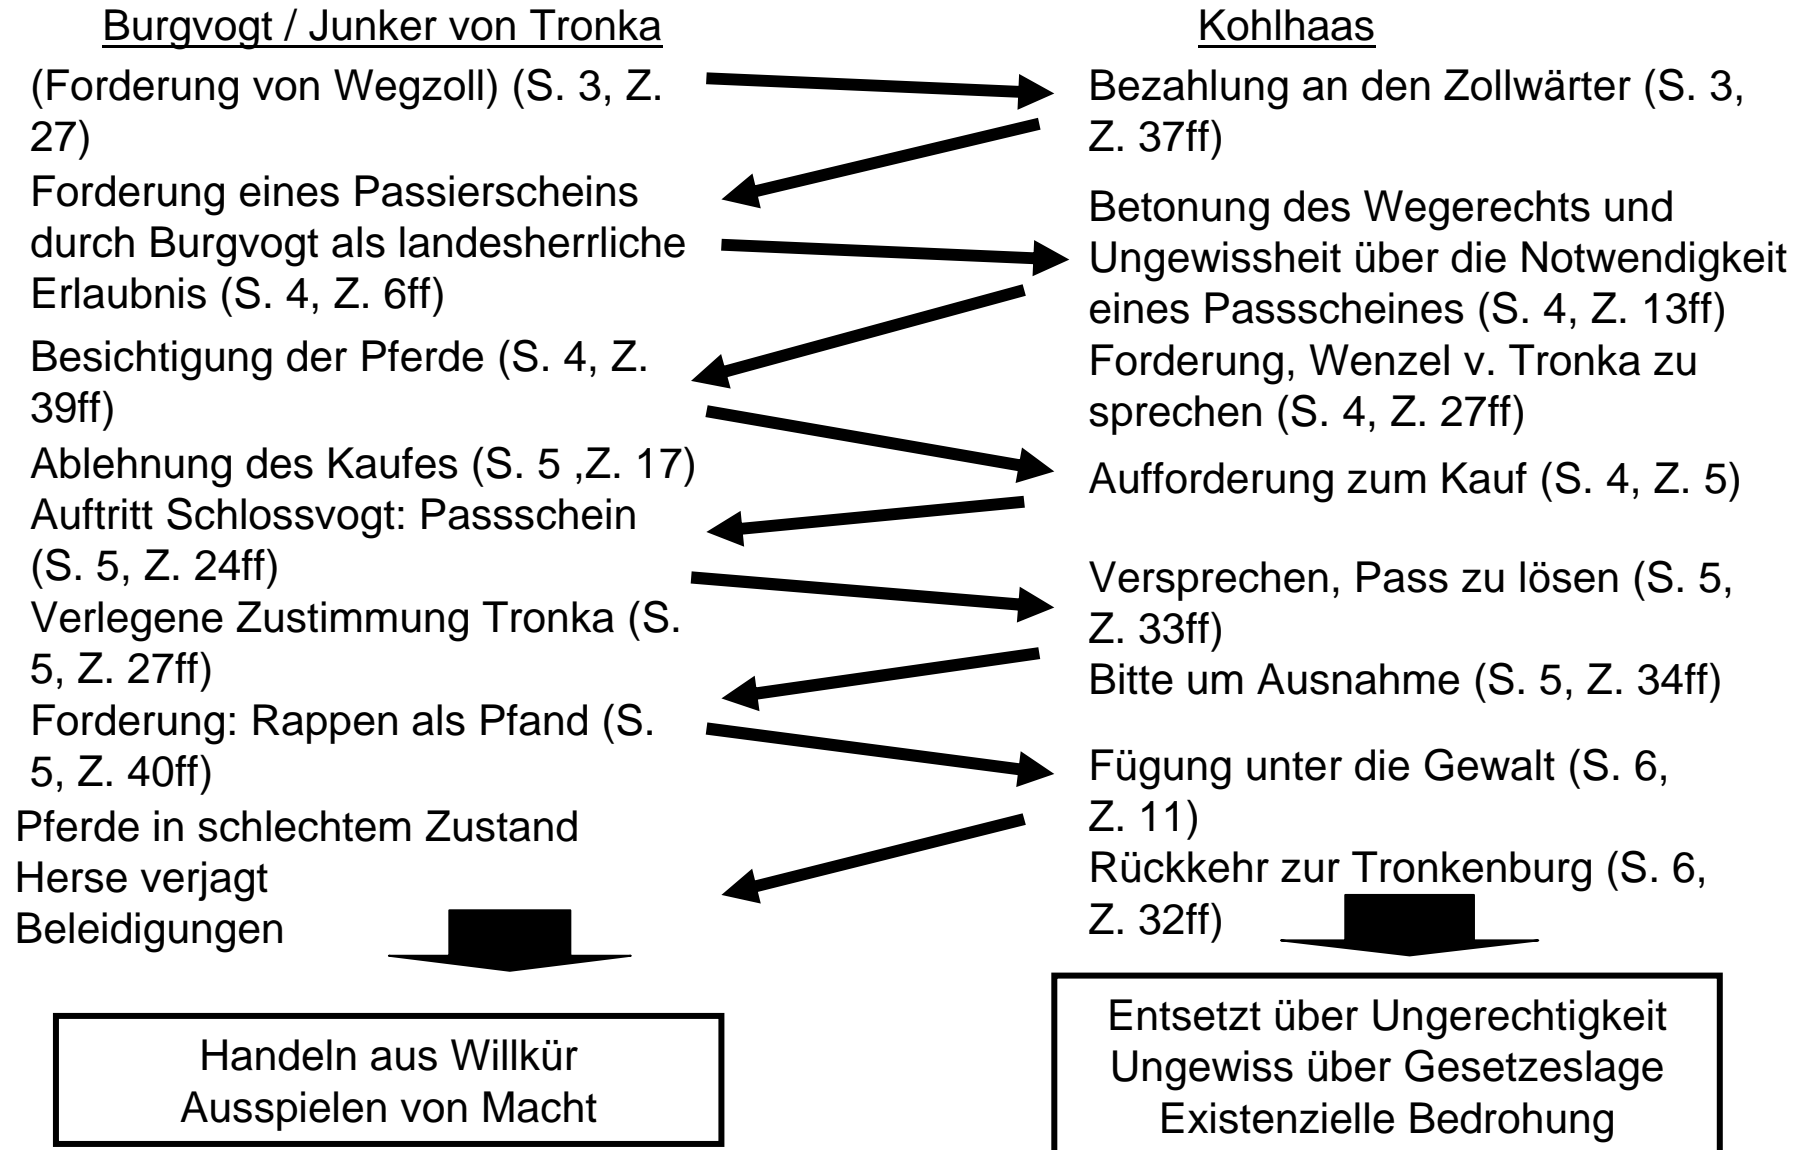 Burgvogt / Junker von Tronka
(Forderung von Wegzoll) (S. 3, Z.
27)
Forderung eines Passierscheins
durch Burgvogt als landesherrliche
Erlaubnis (S. 4, Z. 6ff)
Besichtigung der Pferde (S. 4, Z.
39ff)
Ablehnung des Kaufes (S. 5 ,Z. 17)
Auftritt Schlossvogt: Passschein
(S. 5, Z. 24ff)
Verlegene Zustimmung Tronka (S.
5, Z. 27ff)
Forderung: Rappen als Pfand (S.
5, Z. 40ff)
Pferde in schlechtem Zustand
Herse verjagt
Beleidigungen
Handeln aus Willkür
Ausspielen von Macht
Kohlhaas
Bezahlung an den Zollwärter (S. 3,
Z. 37ff)
Betonung des Wegerechts und
Ungewissheit über die Notwendigkeit
eines Passscheines (S. 4, Z. 13ff)
Forderung, Wenzel v. Tronka zu
sprechen (S. 4, Z. 27ff)
Aufforderung zum Kauf (S. 4, Z. 5)
Versprechen, Pass zu lösen (S. 5,
Z. 33ff)
Bitte um Ausnahme (S. 5, Z. 34ff)
Fügung unter die Gewalt (S. 6,
Z. 11)
Rückkehr zur Tronkenburg (S. 6,
Z. 32ff)
Entsetzt über Ungerechtigkeit
Ungewiss über Gesetzeslage
Existenzielle Bedrohung